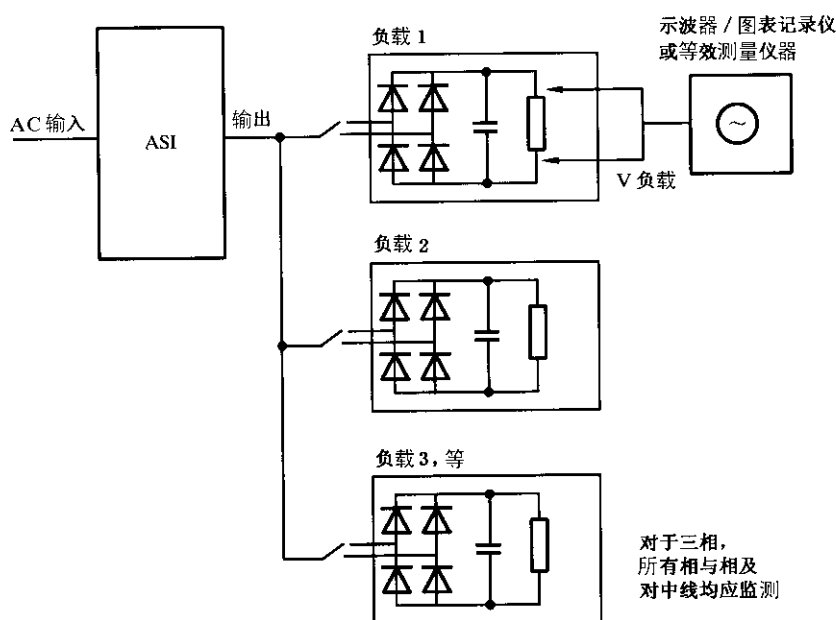 示波器 / 图表记录仪
或等效测量仪器
负载 1
AC 输入
ASI
输出
~
V 负载
负载 2
负载 3, 等
对于三相，
所有相与相及
对中线均应监测